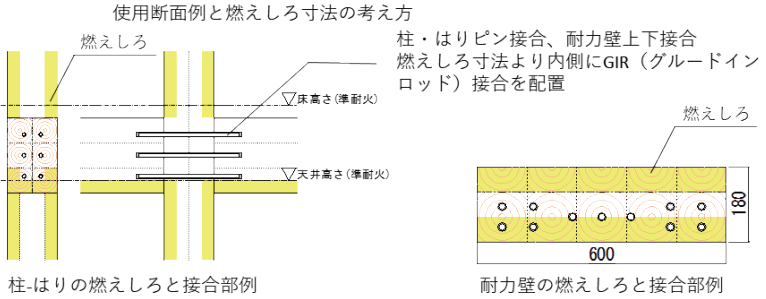 使用断面例と燃えしろ寸法の考え方
燃えしろ
柱・はりピン接合、耐力壁上下接合
燃えしろ寸法より内側にGIR（グルードイン
ロッド）接合を配置
床高さ(準耐火)
天井高さ(準耐火)
燃えしろ
180
600
柱-はりの燃えしろと接合部例
耐力壁の燃えしろと接合部例